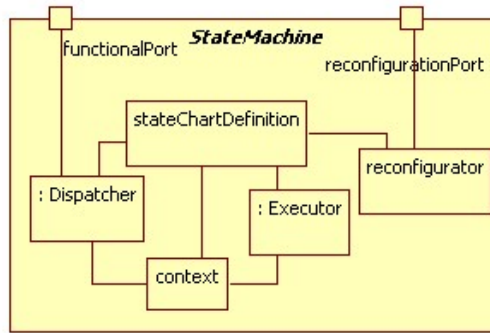 StateMachine
functionalPort
reconfigurationPort
stateChartDefinition
reconfigurator
: Dispatcher
: Executor
context